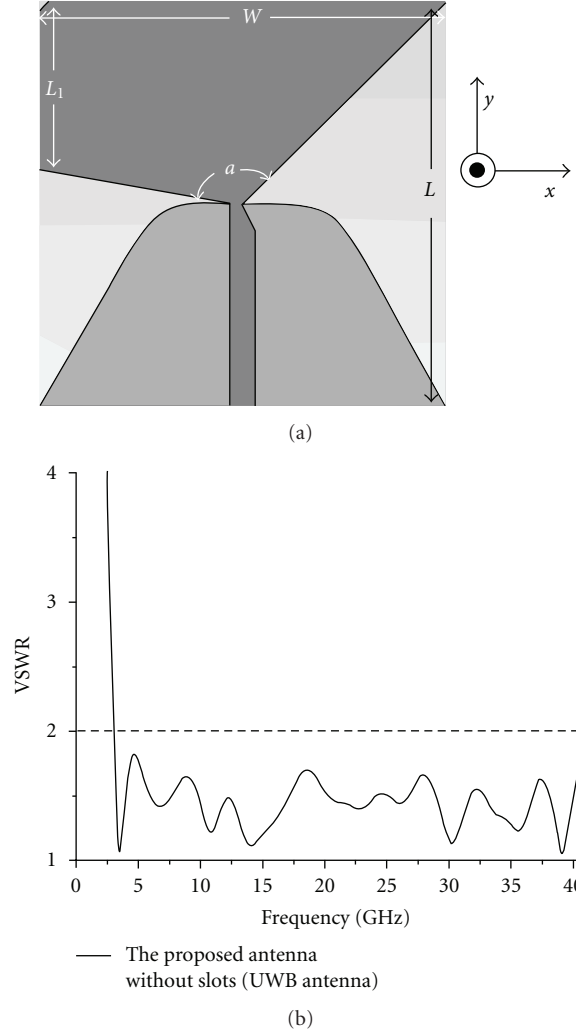 W
L1
a
L
y
x
(a)
4
3
2
1
VSWR
0 5 10 15 20 25 30 35 40
Frequency (GHz)
The proposed antenna
without slots (UWB antenna)
(b)